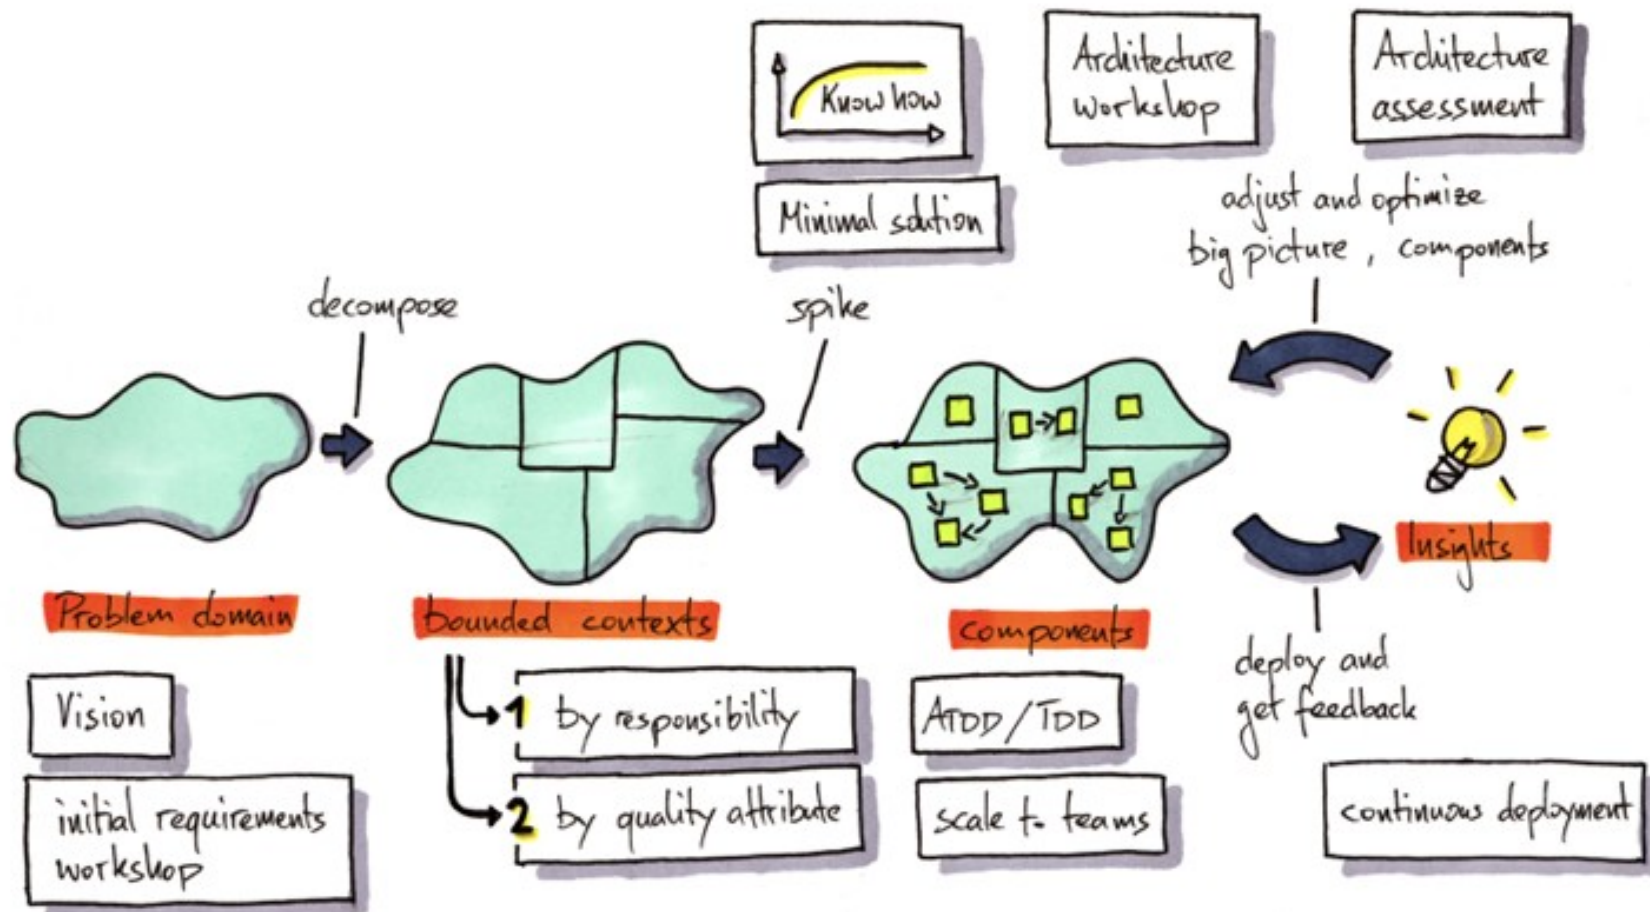 Know how
Minimal solution
Architecture
workshop
Architecture
assessment
adjust and optimize
big picture, components
decompose
spike
Problem domain
bounded contexts
components
Insights
Vision
initial requirements
workshop
1 by responsibility
2 by quality attribute
ATDD/TDD
scale to teams
deploy and
get feedback
continuous deployment